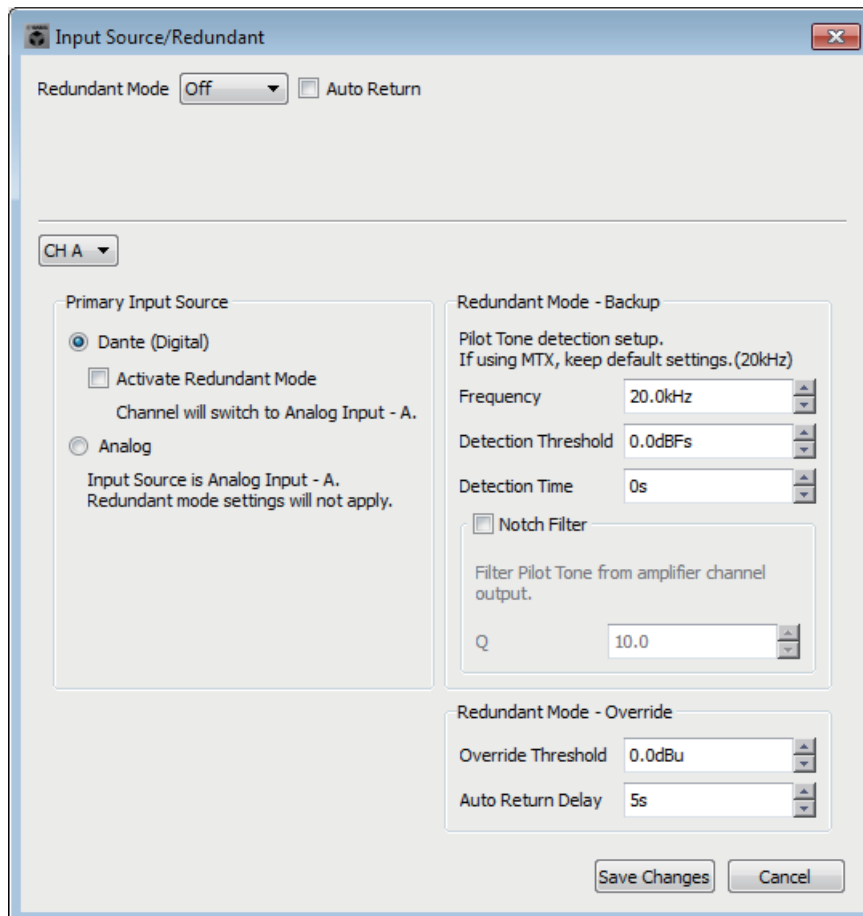 Input Source/Redundant
Redundant Mode Off Auto Return
CH A
Primary Input Source
Dante (Digital)
Activate Redundant Mode
Channel will switch to Analog Input - A.
Analog
Input Source is Analog Input - A.
Redundant mode settings will not apply.
Redundant Mode - Backup
Pilot Tone detection setup.
If using MTX, keep default settings.(20kHz)
Frequency 20.0kHz
Detection Threshold 0.0dBFs
Detection Time 0s
Notch Filter
Filter Pilot Tone from amplifier channel
output.
Q 10.0
Redundant Mode - Override
Override Threshold 0.0dBu
Auto Return Delay 5s
Save Changes Cancel